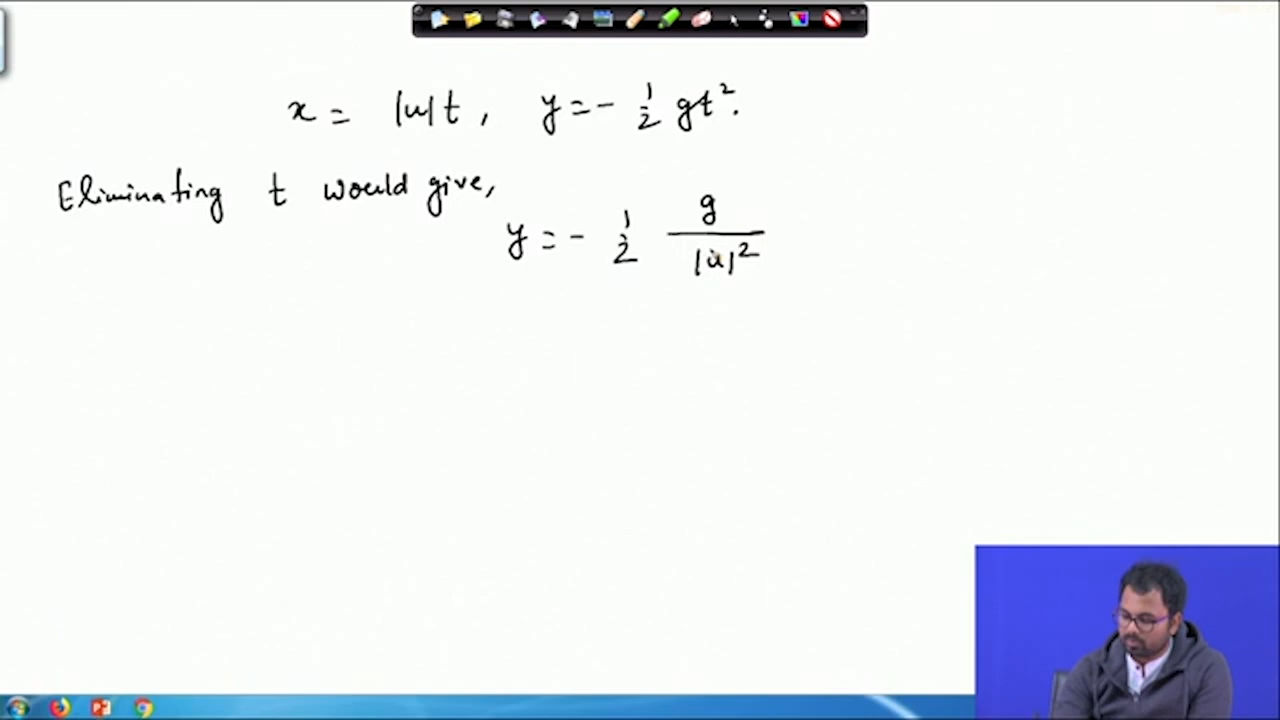 x = |u|t, y = - 1/2 gt².
Eliminating t would give,
y = - 1/2 g/|u|²